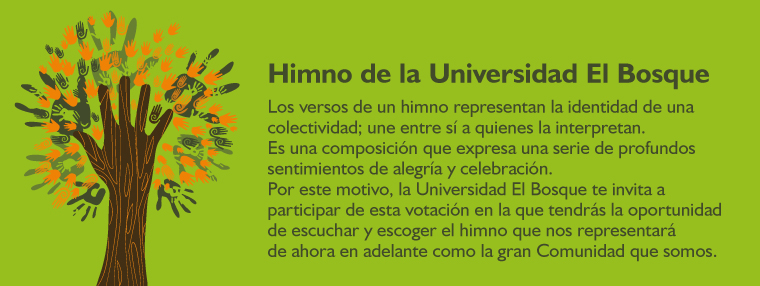 Himno de la Universidad El Bosque
Los versos de un himno representan la identidad de una
colectividad; une entre sí a quienes la interpretan.
Es una composición que expresa una serie de profundos
sentimientos de alegría y celebración.
Por este motivo, la Universidad El Bosque te invita a
participar de esta votación en la que tendrás la oportunidad
de escuchar y escoger el himno que nos representará
de ahora en adelante como la gran Comunidad que somos.